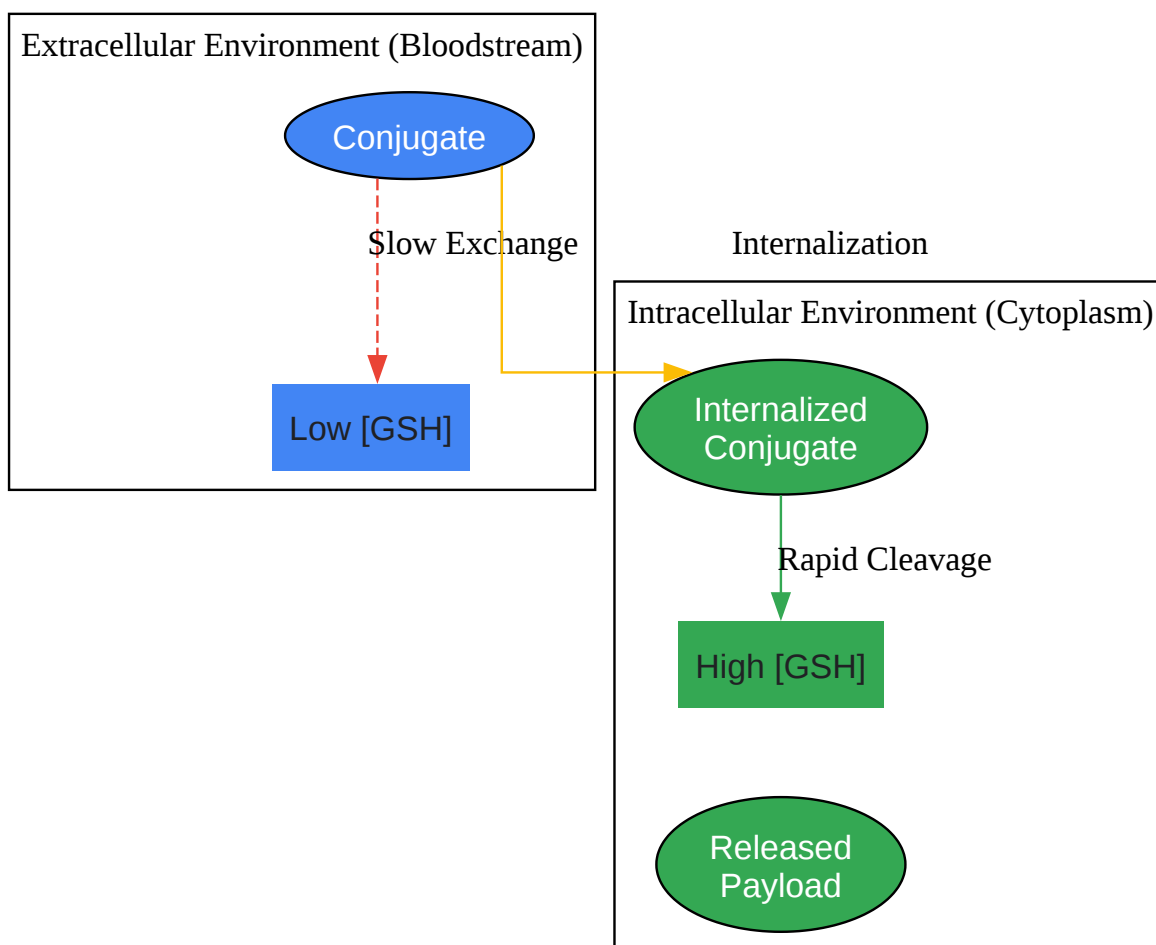 Extracellular Environment (Bloodstream)
Conjugate
Slow Exchange
Low [GSH]
Internalization
Intracellular Environment (Cytoplasm)
Internalized
Conjugate
Rapid Cleavage
High [GSH]
Released
Payload